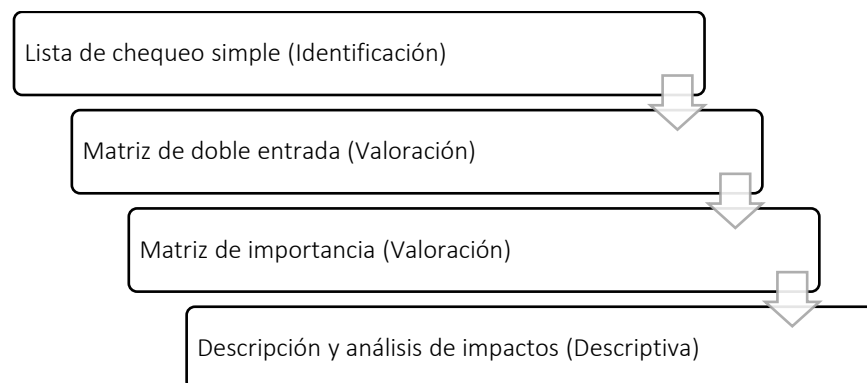 Lista de chequeo simple (Identificación)
Matriz de doble entrada (Valoración)
Matriz de importancia (Valoración)
Descripción y análisis de impactos (Descriptiva)